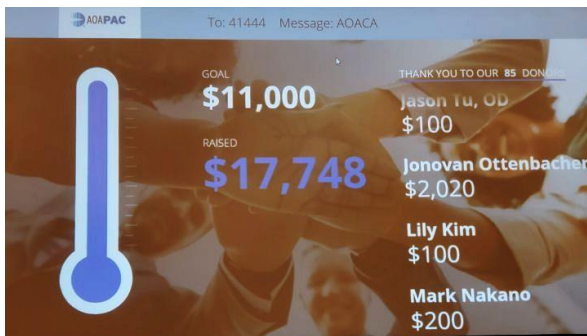 AOAPAC
To: 41444 Message: AOACA
GOAL
$11,000
RAISED
$17,748
THANK YOU TO OUR 85 DONORS
Jason Tu, OD
$100
Jonovan Ottenbacher
$2,020
Lily Kim
$100
Mark Nakano
$200